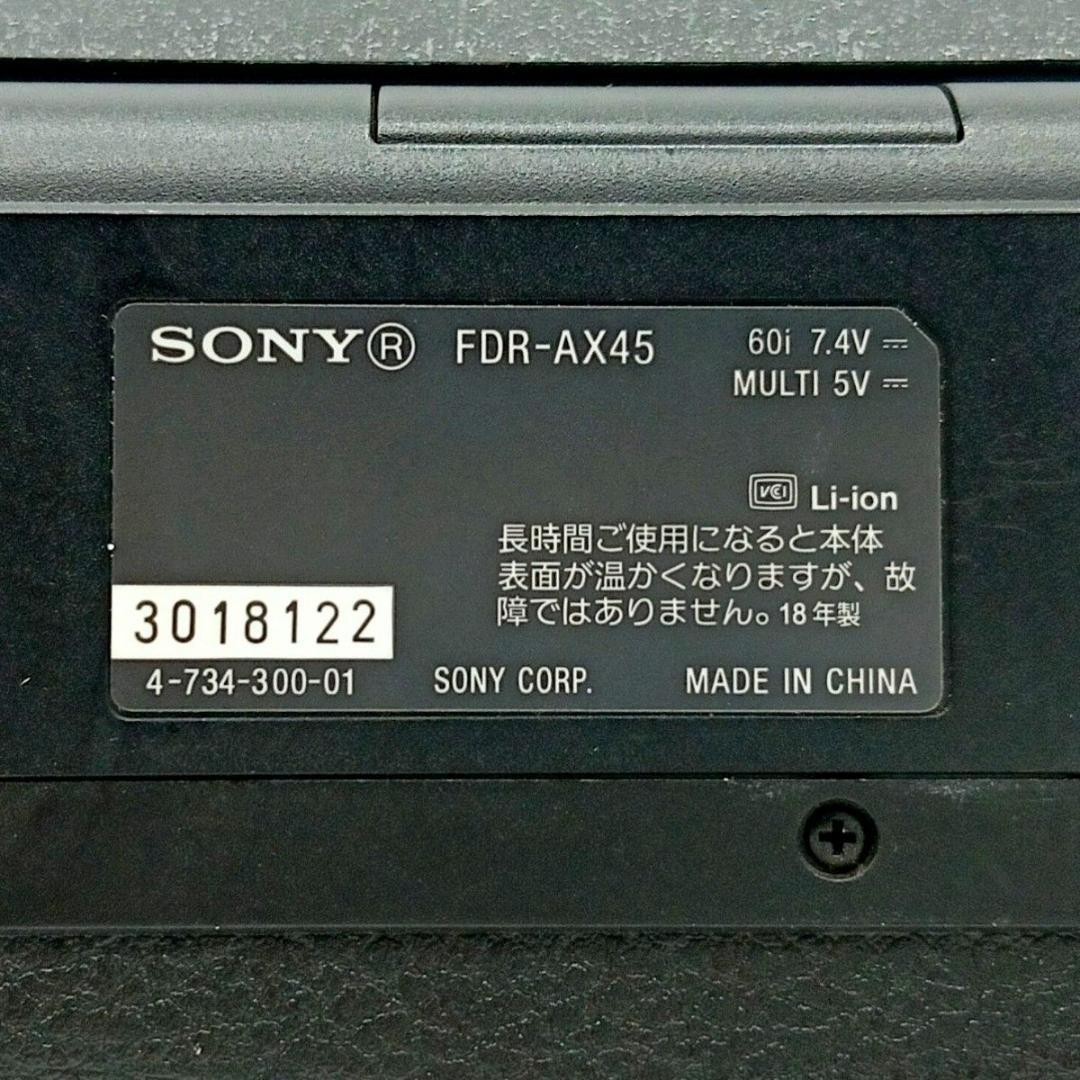 SONY® FDR-AX45 60i 7.4V ⎓
MULTI 5V ⎓
VCI Li-ion
長時間ご使用になると本体
表面が温かくなりますが、故
障ではありません。18年製
3018122
4-734-300-01 SONY CORP. MADE IN CHINA